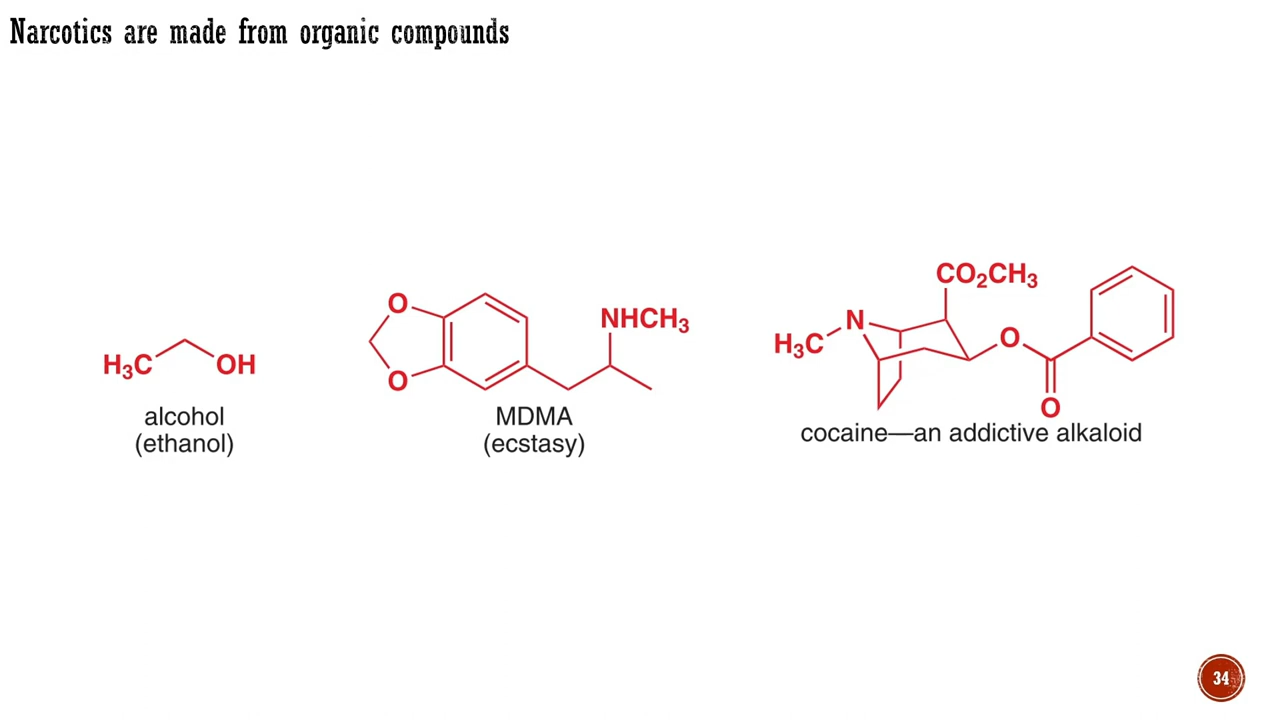 Narcotics are made from organic compounds
CO₂CH₃
O
NHCH₃
N
H₃C
O
H₃C
OH
O
O
alcohol
(ethanol)
MDMA
(ecstasy)
cocaine—an addictive alkaloid
34